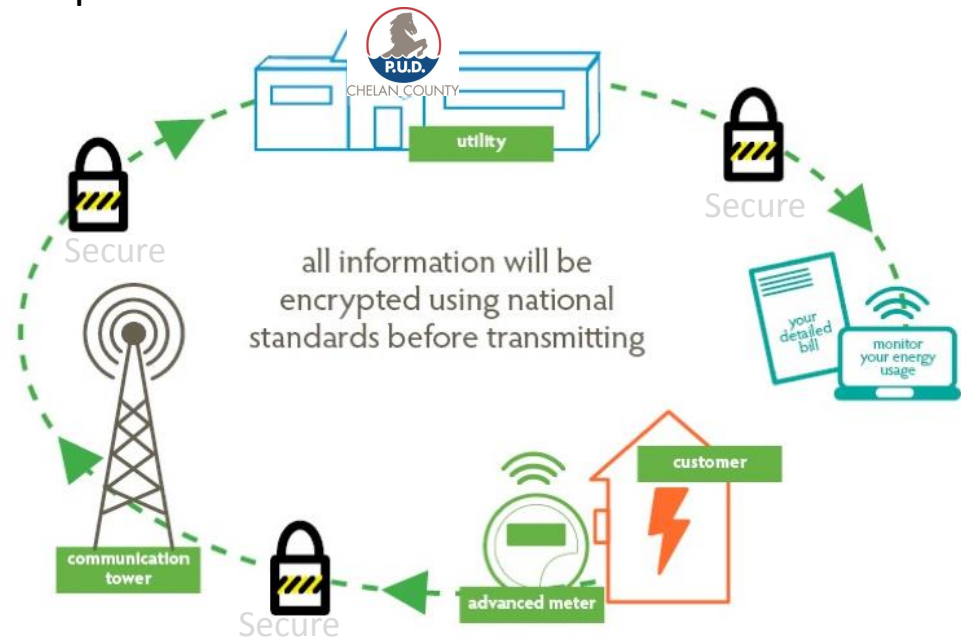 P.U.D.
CHELAN COUNTY
utility
Secure
Secure
all information will be
encrypted using national
standards before transmitting
your
detailed
bill
monitor
your energy
usage
customer
communication
tower
advanced meter
Secure